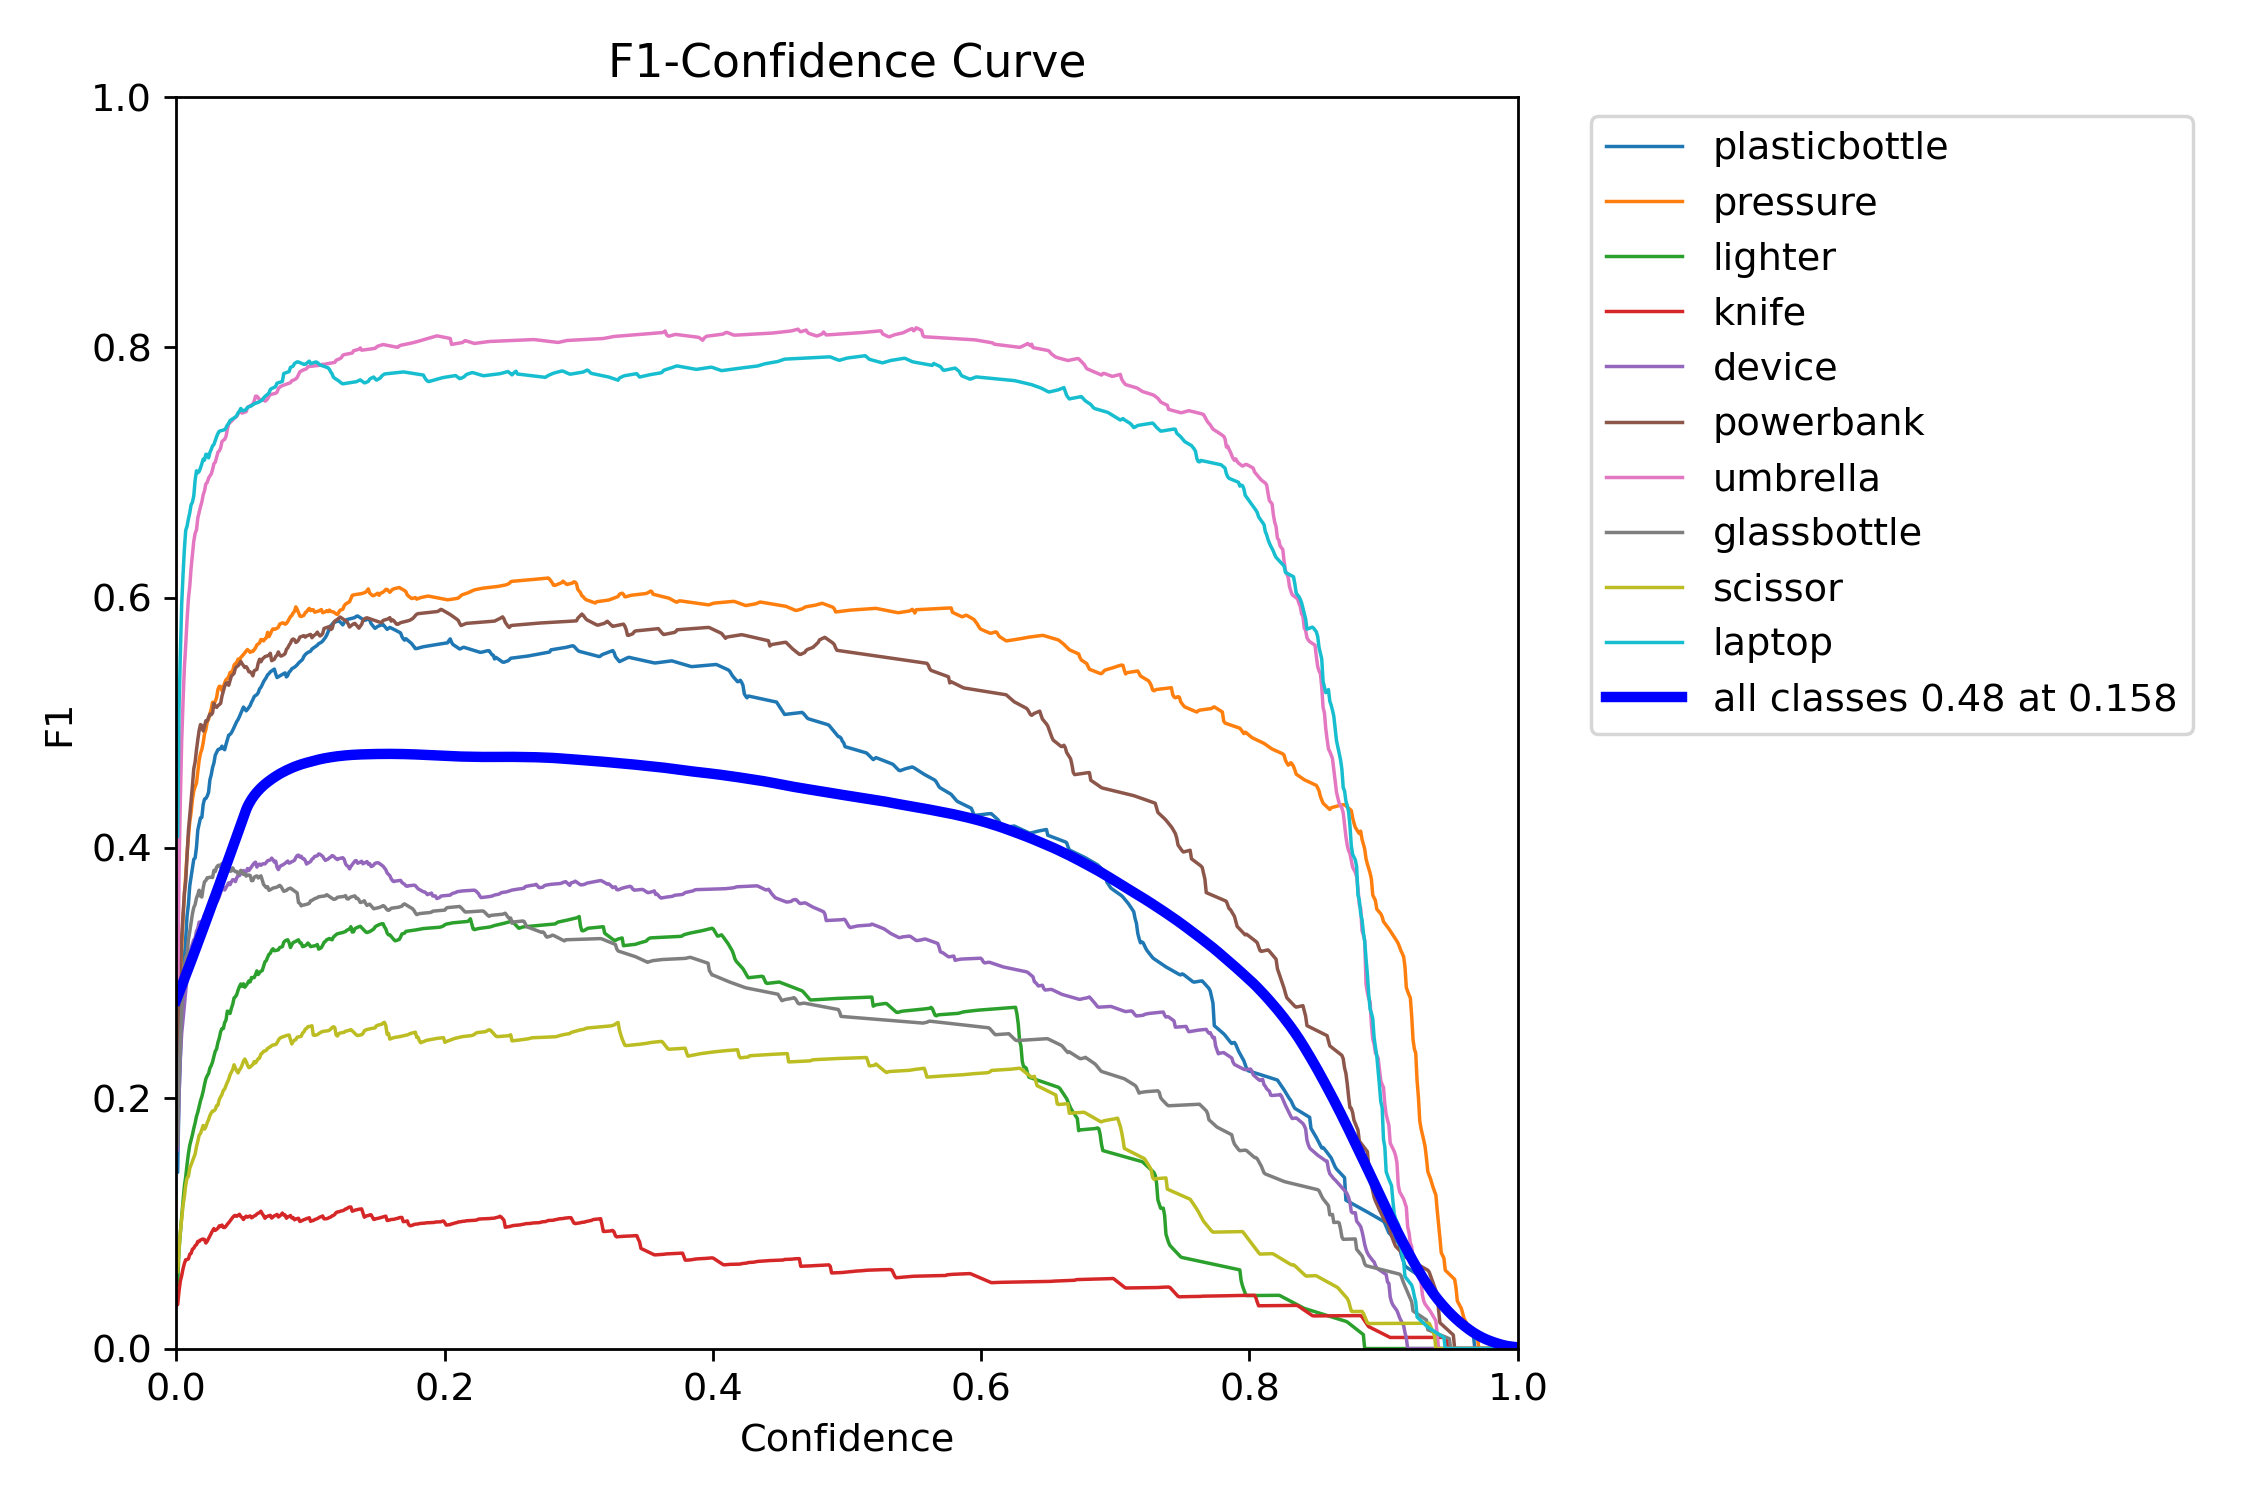 F1-Confidence Curve
1.0
0.8
0.6
0.4
0.2
0.0
F1
0.0 0.2 0.4 0.6 0.8 1.0
Confidence
plasticbottle
pressure
lighter
knife
device
powerbank
umbrella
glassbottle
scissor
laptop
all classes 0.48 at 0.158